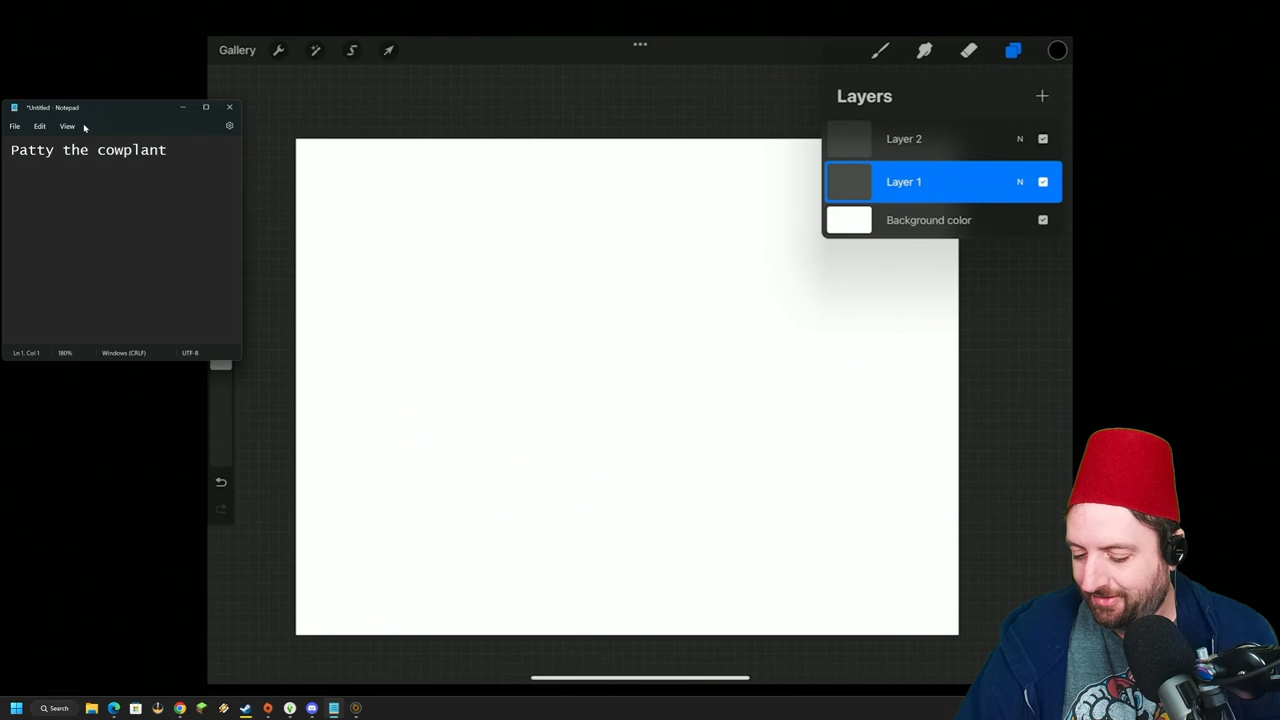 Gallery
Layers
Layer 2
N
Layer 1
N
Background color
*Untitled - Notepad
File
Edit
View
Patty the cowplant
Ln 1, Col 1
180%
Windows (CRLF)
UTF-8
Search